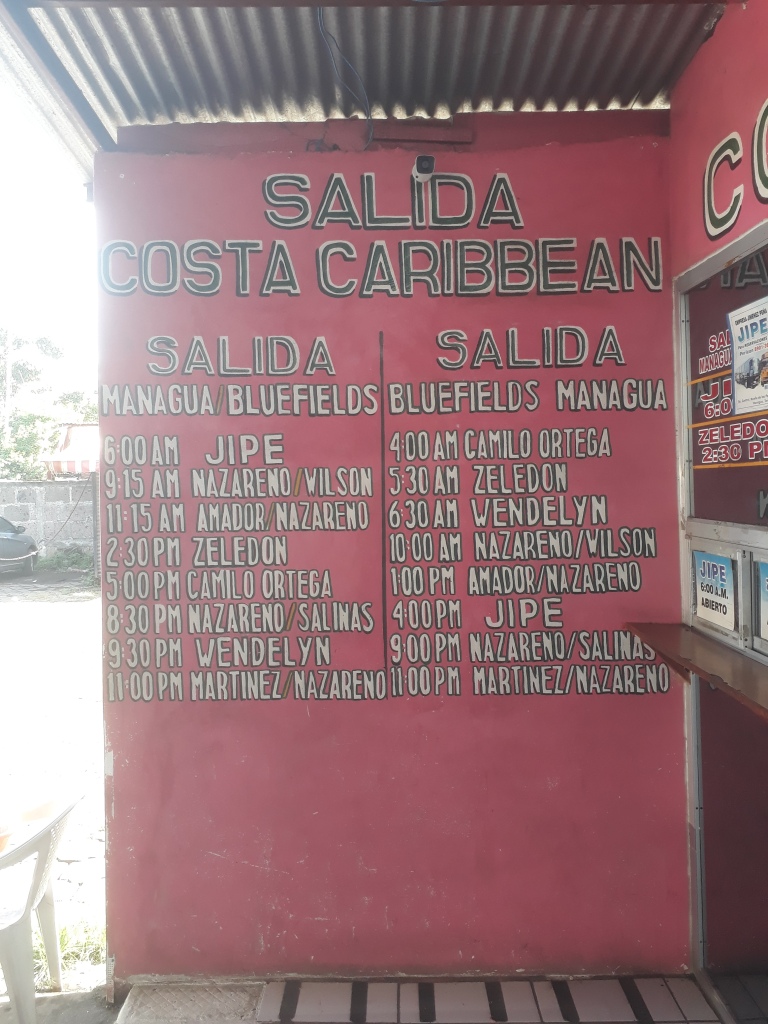 SALIDA
COSTA CARIBBEAN
SALIDA
MANAGUA/BLUEFIELDS
6:00 AM JIPE
9:15 AM NAZARENO/WILSON
11:15 AM AMADOR/NAZARENO
2:30 PM ZELEDON
5:00 PM CAMILO ORTEGA
8:30 PM NAZARENO/SALINAS
9:30 PM WENDELYN
11:00 PM MARTINEZ/NAZARENO
SALIDA
BLUEFIELDS MANAGUA
4:00 AM CAMILO ORTEGA
5:30 AM ZELEDON
6:30 AM WENDELYN
10:00 AM NAZARENO/WILSON
1:00 PM AMADOR/NAZARENO
4:00 PM JIPE
9:00 PM NAZARENO/SALINAS
11:00 PM MARTINEZ/NAZARENO
CO
JIPE
ZELEDO
2:30 P
JIPE
6:00 A.M.
ABIERTO